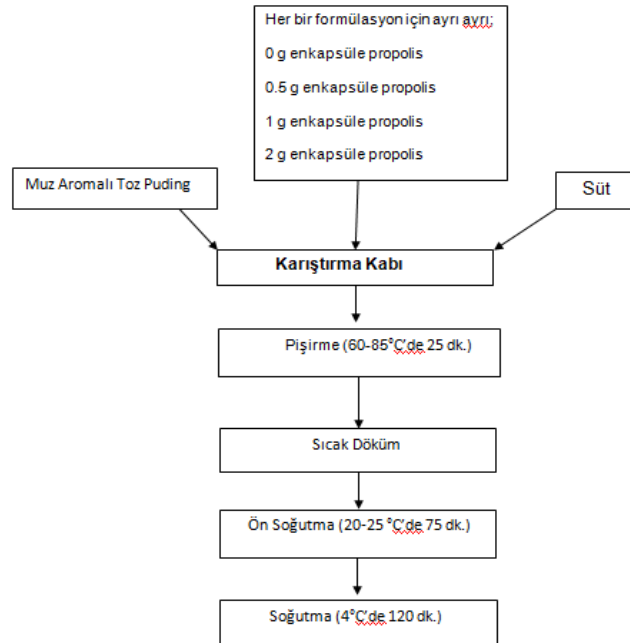 Her bir formülasyon için ayrı ayrı;
0 g enkapsüle propolis
0.5 g enkapsüle propolis
1 g enkapsüle propolis
2 g enkapsüle propolis
Muz Aromalı Toz Puding
Süt
Karıştırma Kabı
Pişirme (60-85°C’de 25 dk.)
Sıcak Döküm
Ön Soğutma (20-25 °C’de 75 dk.)
Soğutma (4°C’de 120 dk.)